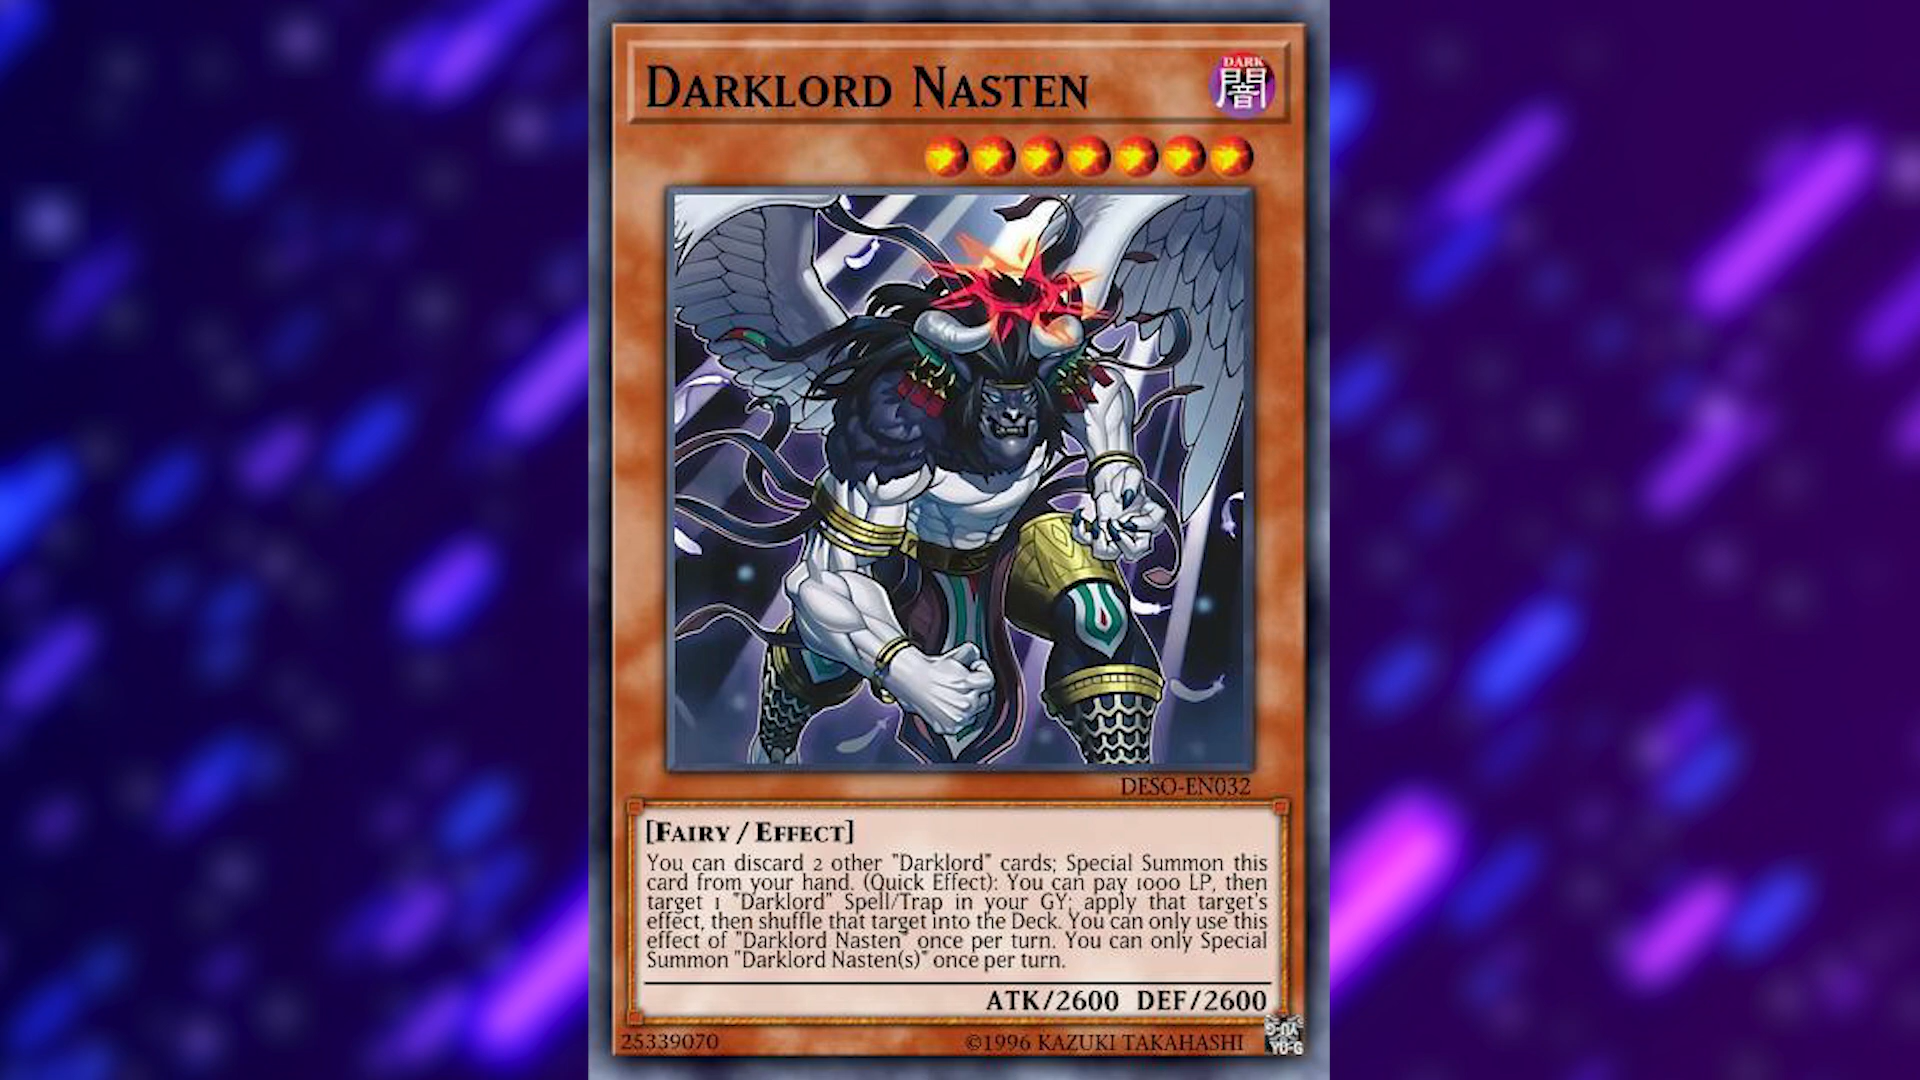 DARKLORD NASTEN
DARK
闇
DESO-EN032
[FAIRY / EFFECT]
You can discard 2 other "Darklord" cards; Special Summon this
card from your hand. (Quick Effect): You can pay 1000 LP, then
target 1 "Darklord" Spell/Trap in your GY; apply that target's
effect, then shuffle that target into the Deck. You can only use this
effect of "Darklord Nasten" once per turn. You can only Special
Summon "Darklord Nasten(s)" once per turn.
ATK/2600 DEF/2600
25339070
©1996 KAZUKI TAKAHASHI